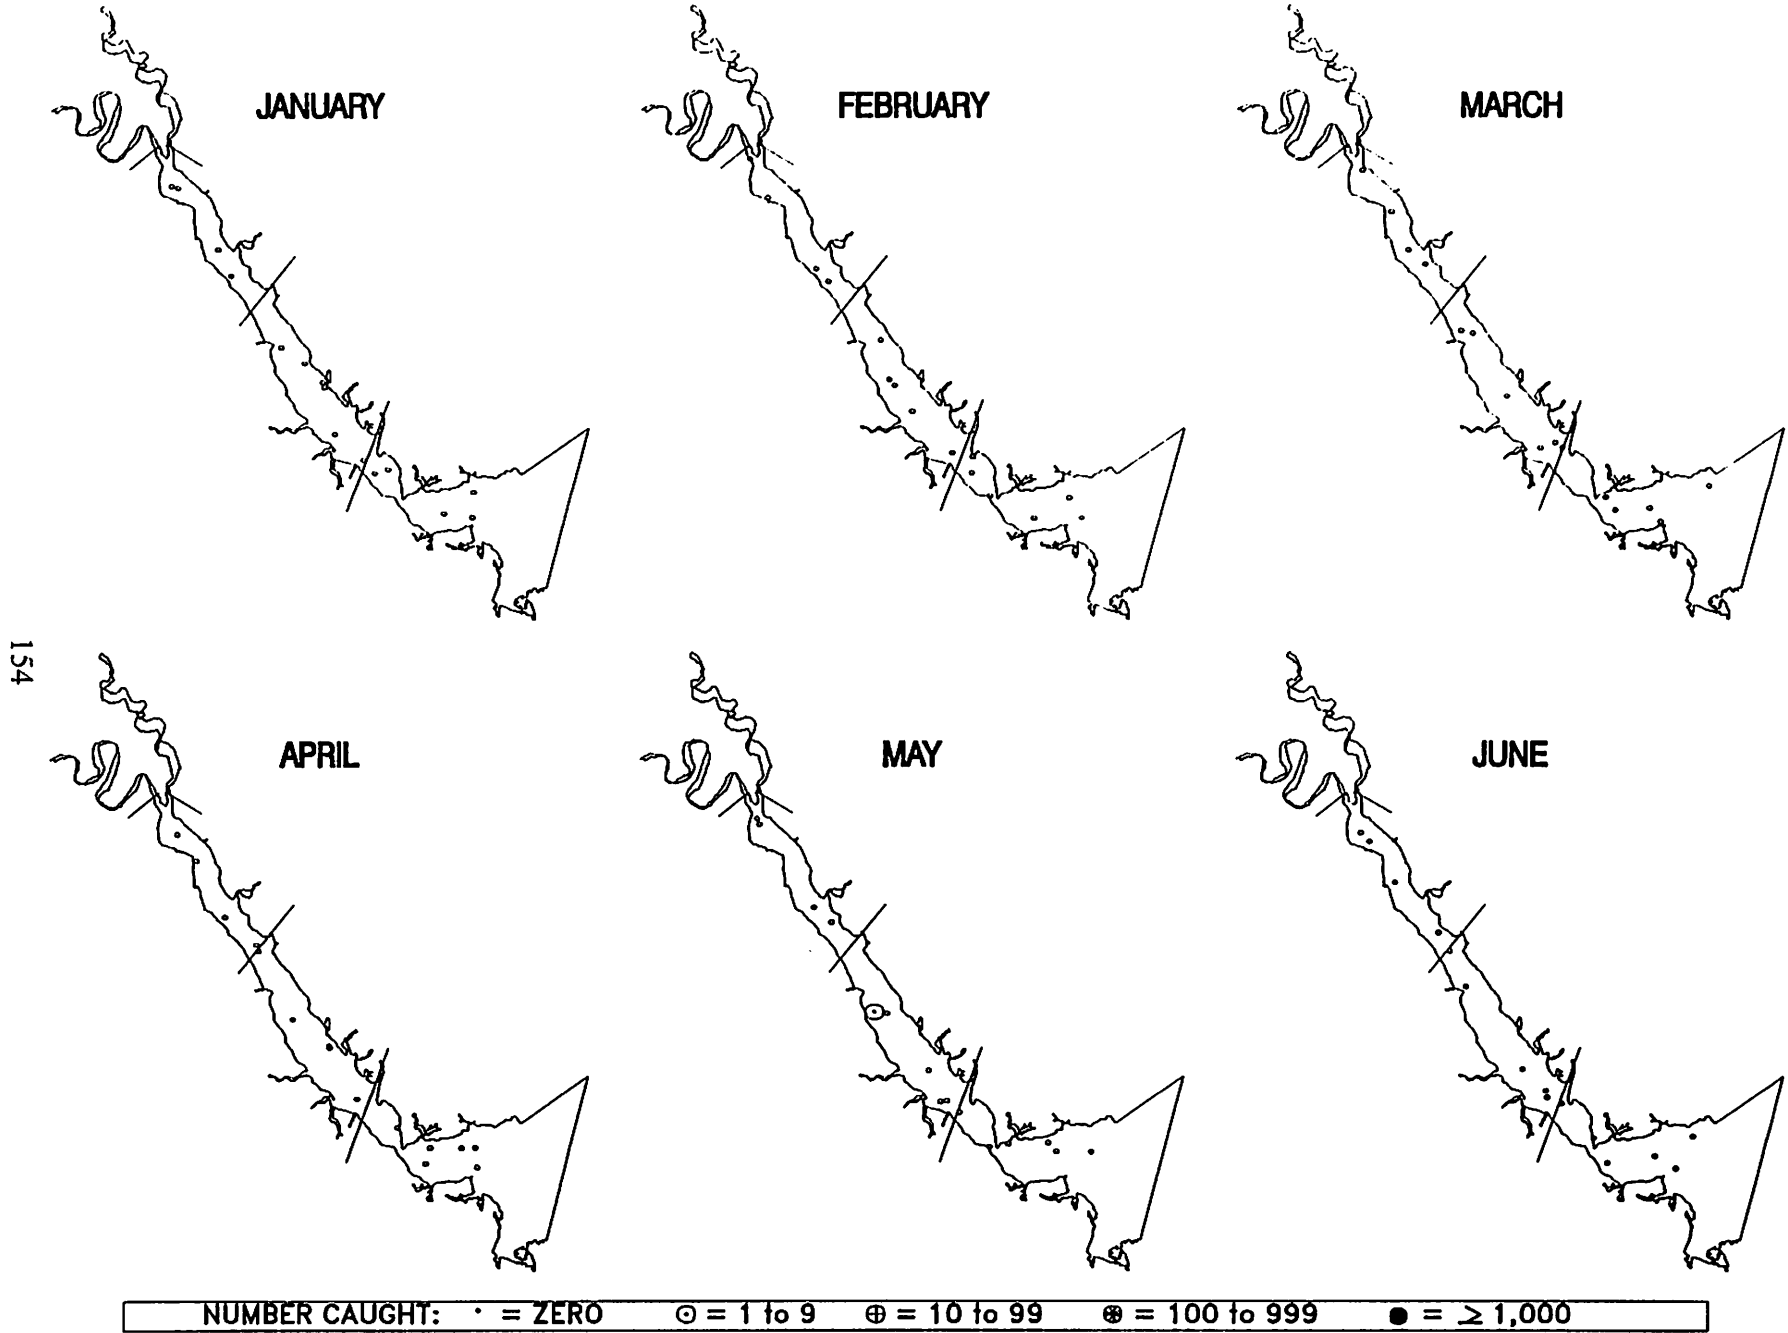 JANUARY
FEBRUARY
MARCH
154
APRIL
MAY
JUNE
NUMBER CAUGHT: · = ZERO ⊙ = 1 to 9 ⊕ = 10 to 99 ⊛ = 100 to 999 ● = ≥ 1,000